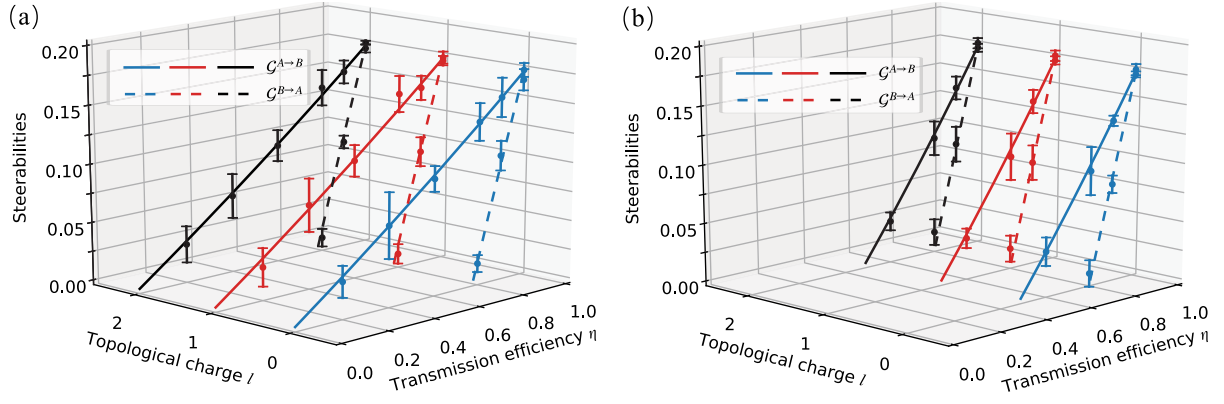 (a)
0.20
0.15
0.10
0.05
0.00
Steerabilities
𝒢^{A→B}
𝒢^{B→A}
2
1
0
Topological charge l
0.0
0.2
0.4
0.6
0.8
1.0
Transmission efficiency η
(b)
0.20
0.15
0.10
0.05
0.00
Steerabilities
𝒢^{A→B}
𝒢^{B→A}
2
1
0
Topological charge l
0.0
0.2
0.4
0.6
0.8
1.0
Transmission efficiency η